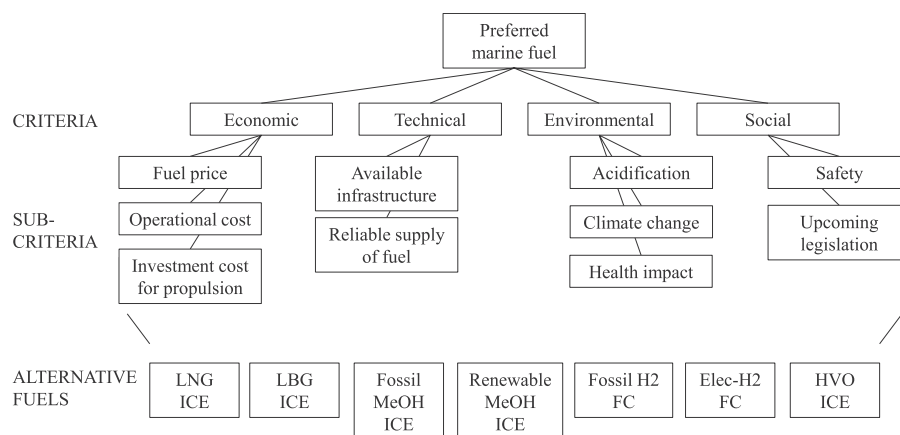 Preferred
marine fuel
CRITERIA
Economic
Technical
Environmental
Social
SUB-
CRITERIA
Fuel price
Operational cost
Investment cost
for propulsion
Available
infrastructure
Reliable supply
of fuel
Acidification
Climate change
Health impact
Safety
Upcoming
legislation
ALTERNATIVE
FUELS
LNG
ICE
LBG
ICE
Fossil
MeOH
ICE
Renewable
MeOH
ICE
Fossil H2
FC
Elec-H2
FC
HVO
ICE